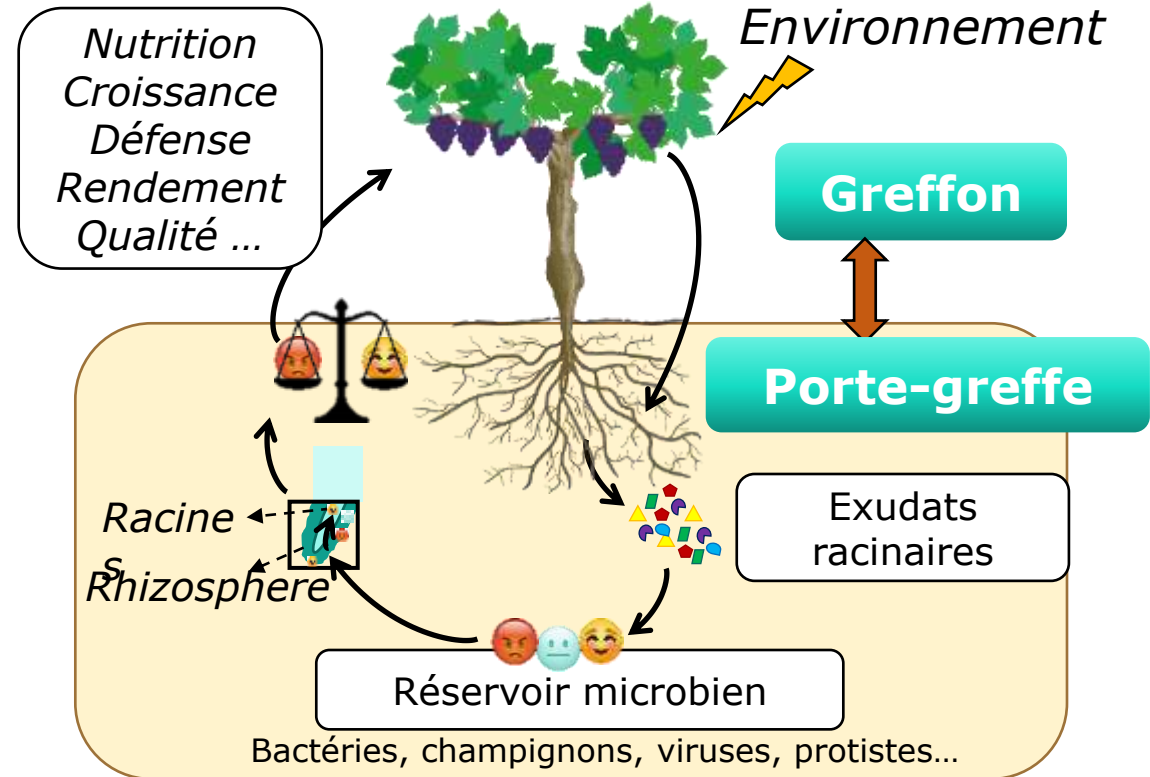 Nutrition
Croissance
Défense
Rendement
Qualité ...
Environnement
Greffon
Porte-greffe
Exudats
racinaires
Racine
s
Rhizosphere
Réservoir microbien
Bactéries, champignons, viruses, protistes...